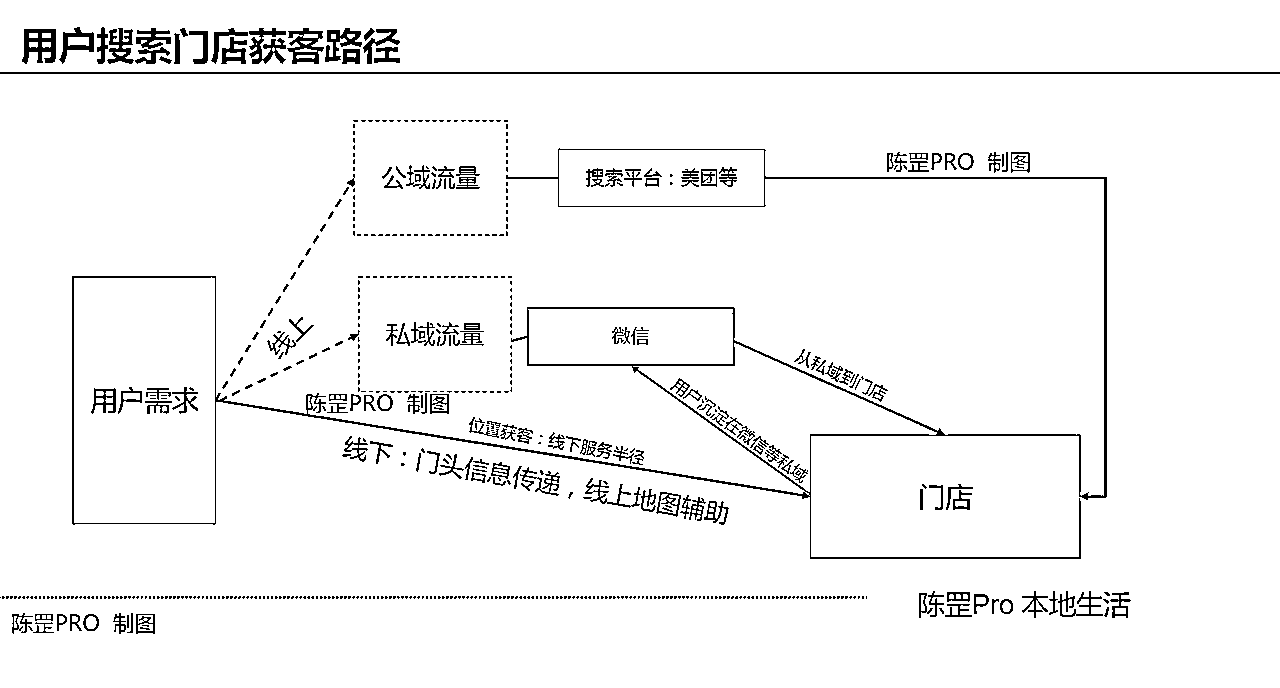 用户搜索门店获客路径
公域流量
搜索平台：美团等
陈罡PRO 制图
线上
私域流量
微信
从私域到门店
用户需求
陈罡PRO 制图
用户沉淀在微信等私域
位置获客：线下服务半径
线下：门头信息传递，线上地图辅助
门店
陈罡Pro 本地生活
陈罡PRO 制图